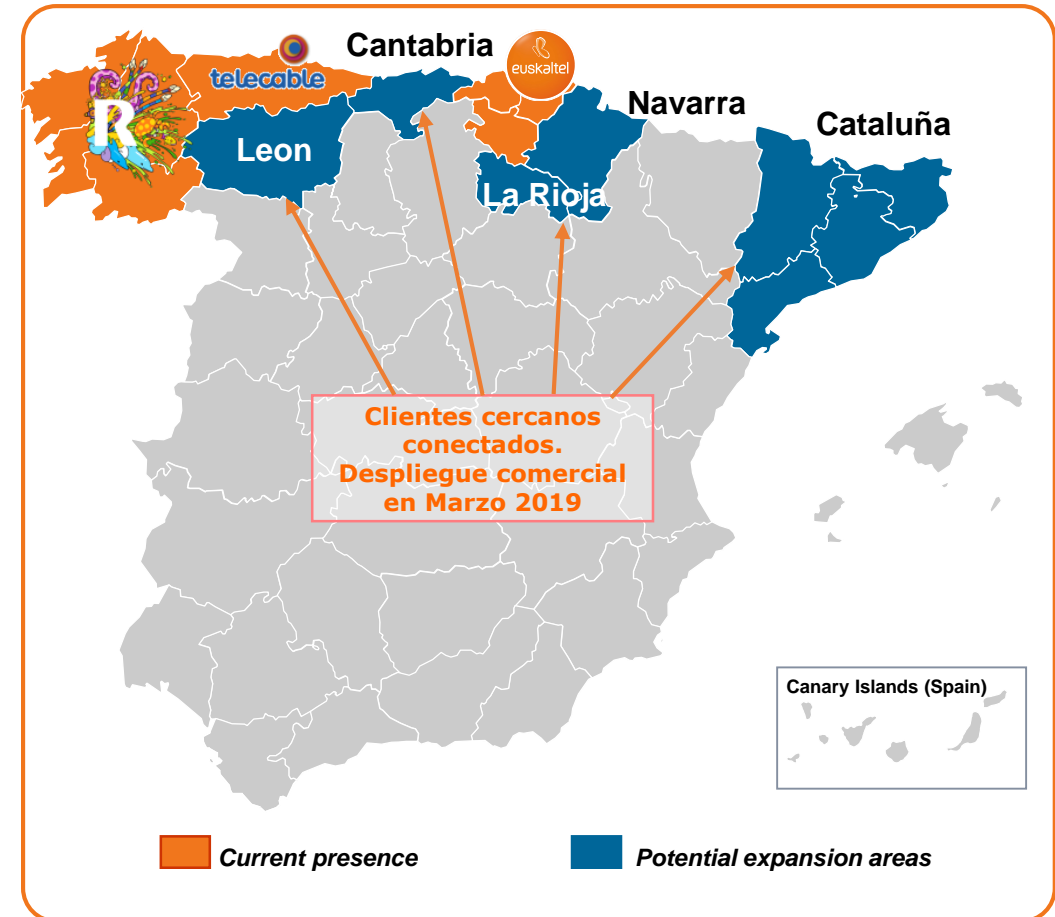 Cantabria
euskaltel
telecable
R
Navarra
Cataluña
Leon
La Rioja
Clientes cercanos
conectados.
Despliegue comercial
en Marzo 2019
Canary Islands (Spain)
Current presence
Potential expansion areas